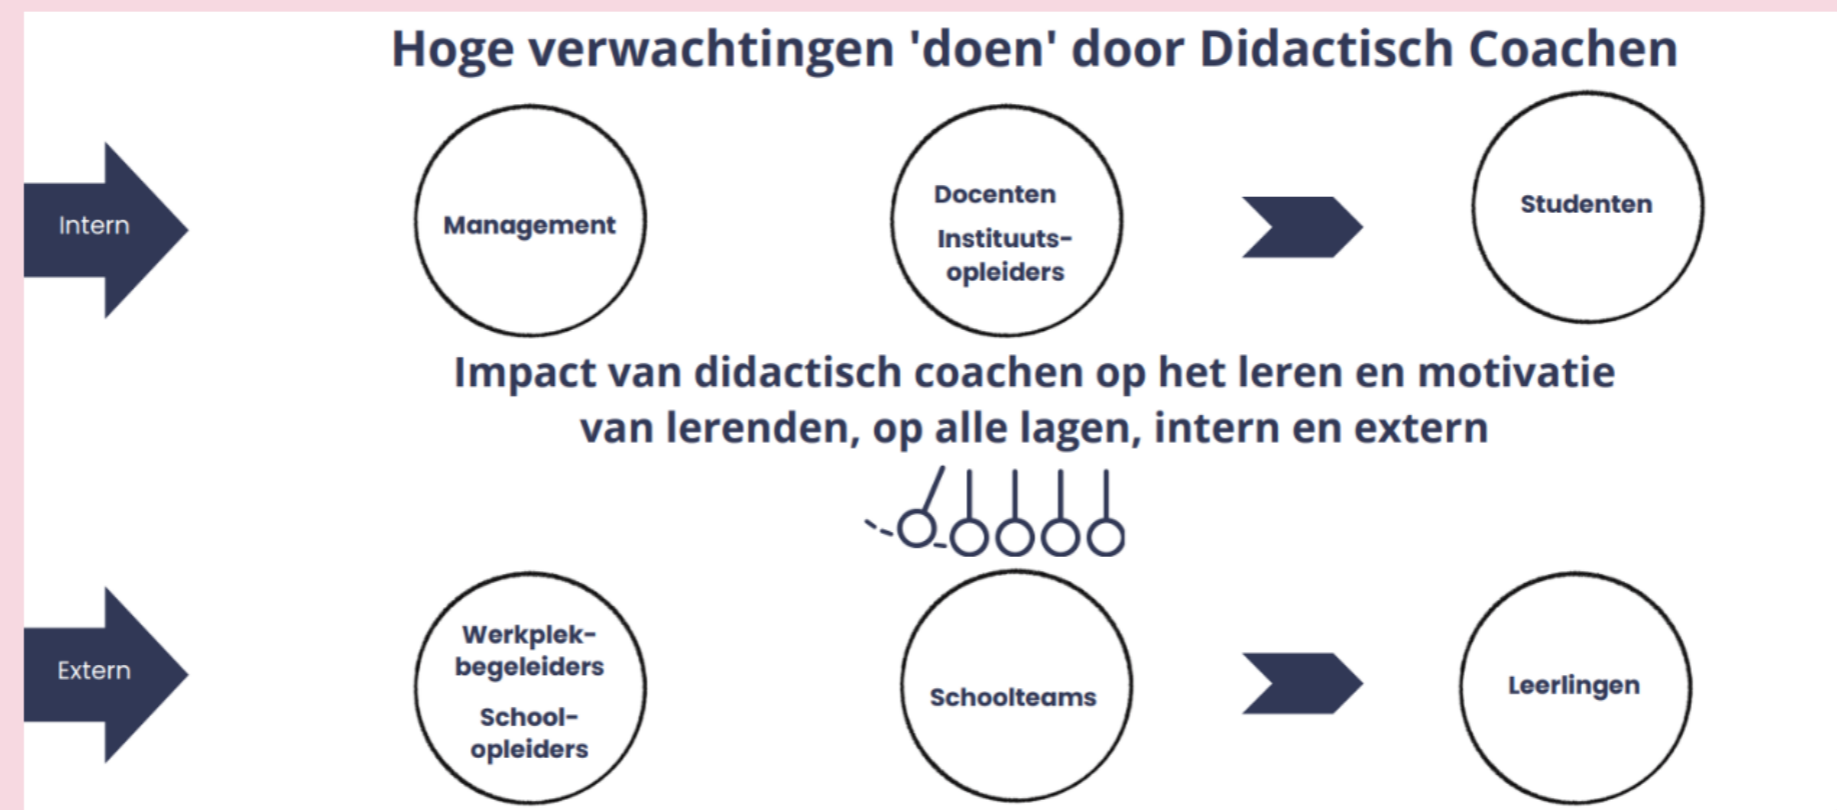 Hoge verwachtingen 'doen' door Didactisch Coachen
Intern
Management
Docenten
Instituuts-
opleiders
Studenten
Impact van didactisch coachen op het leren en motivatie
van lerenden, op alle lagen, intern en extern
Extern
Werkplek-
begeleiders
School-
opleiders
Schoolteams
Leerlingen